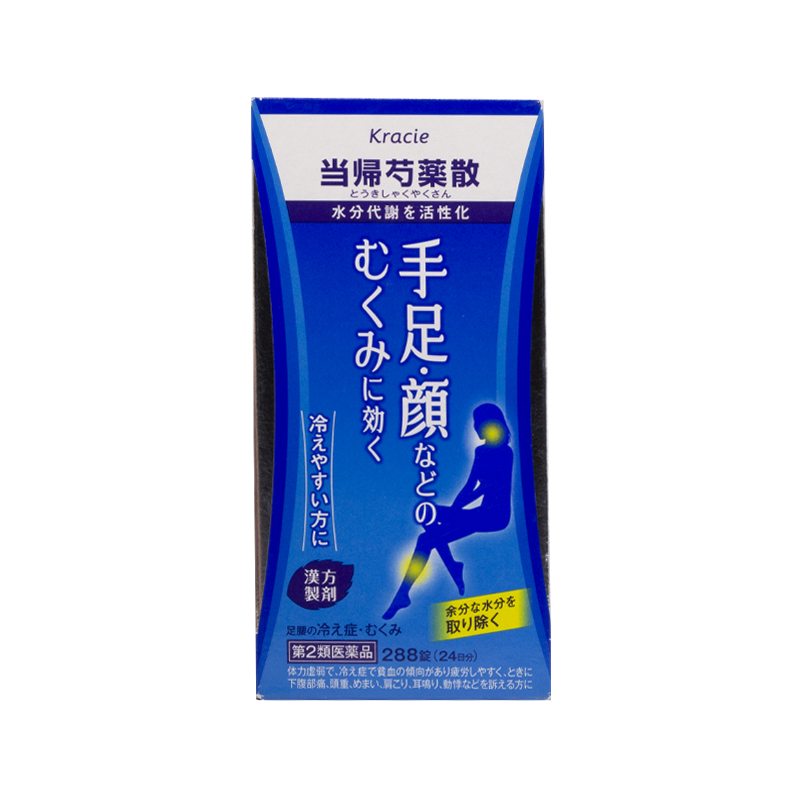 Kracie
当帰芍薬散
とうきしゃくやくさん
水分代謝を活性化
手足・顔などの
むくみに効く
冷えやすい方に
漢方
製剤
余分な水分を
取り除く
足腰の冷え症・むくみ
第2類医薬品 288錠(24日分)
体力虚弱で、冷え症で貧血の傾向があり疲労しやすく、ときに
下腹部痛、頭重、めまい、肩こり、耳鳴り、動悸などを訴える方に